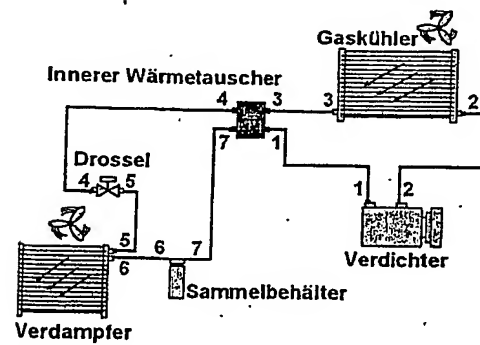 Gaskühler
Innerer Wärmetauscher
4 3 3 2
7 1
Drossel
4 5
1 2
5
6 6 7
Verdichter
Sammelbehälter
Verdampfer